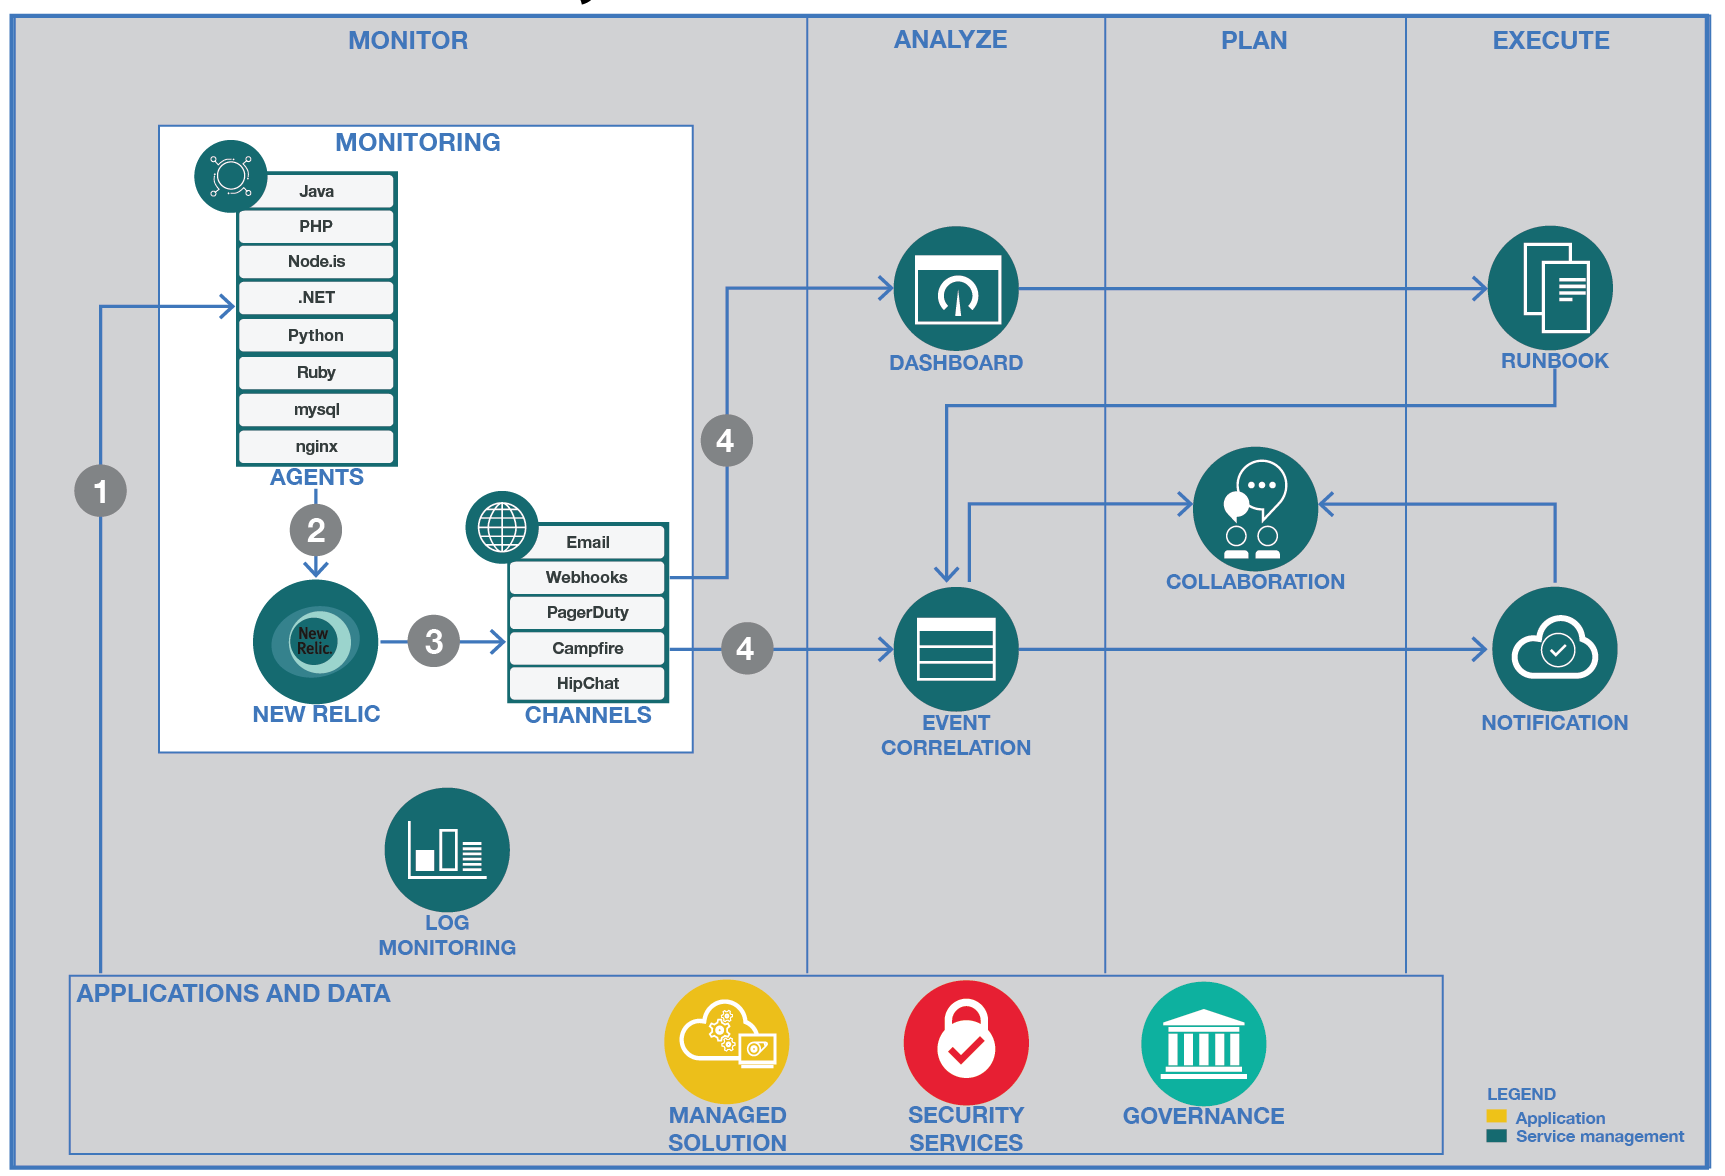 MONITOR
ANALYZE
PLAN
EXECUTE
MONITORING
Java
PHP
Node.is
.NET
Python
Ruby
mysql
nginx
AGENTS
1
2
New
Relic.
NEW RELIC
3
Email
Webhooks
PagerDuty
Campfire
HipChat
CHANNELS
4
4
DASHBOARD
RUNBOOK
COLLABORATION
EVENT
CORRELATION
NOTIFICATION
LOG
MONITORING
APPLICATIONS AND DATA
MANAGED
SOLUTION
SECURITY
SERVICES
GOVERNANCE
LEGEND
Application
Service management